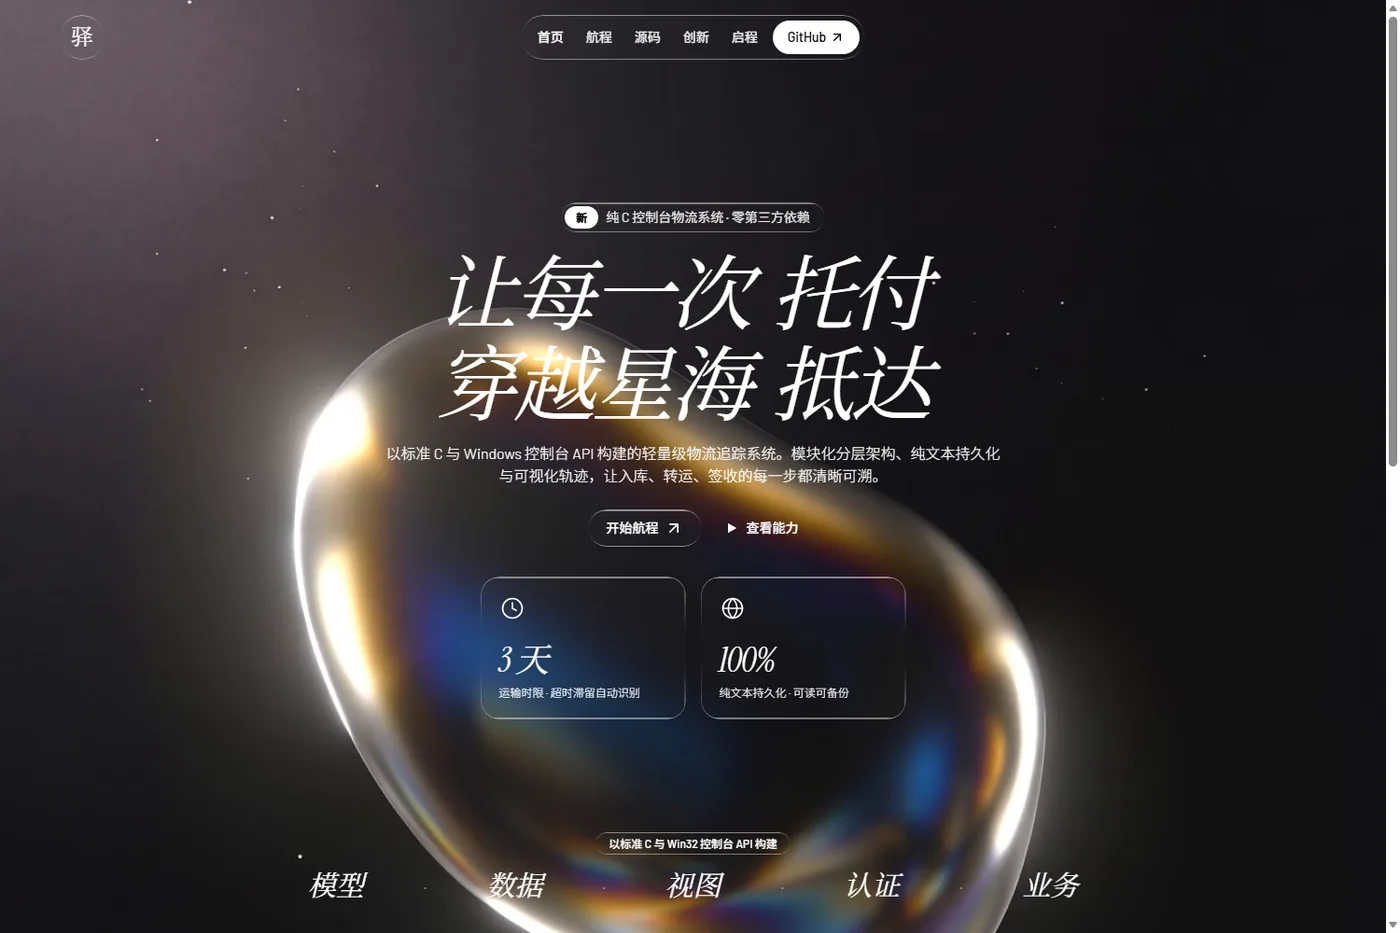 驿
首页 航程 源码 创新 启程 GitHub
新 纯 C 控制台物流系统 · 零第三方依赖
让每一次 托付
穿越星海 抵达
以标准 C 与 Windows 控制台 API 构建的轻量级物流追踪系统。模块化分层架构、纯文本持久化
与可视化轨迹，让入库、转运、签收的每一步都清晰可溯。
开始航程 查看能力
3 天
运输时限 · 超时滞留自动识别
100%
纯文本持久化 · 可读可备份
以标准 C 与 Win32 控制台 API 构建
模型 · 数据 · 视图 · 认证 · 业务